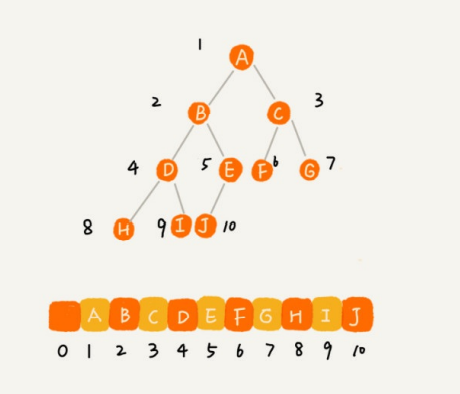 1 A
2 B C 3
4 D 5 E F 6 G 7
8 H 9 I J 10
A B C D E F G H I J
0 1 2 3 4 5 6 7 8 9 10